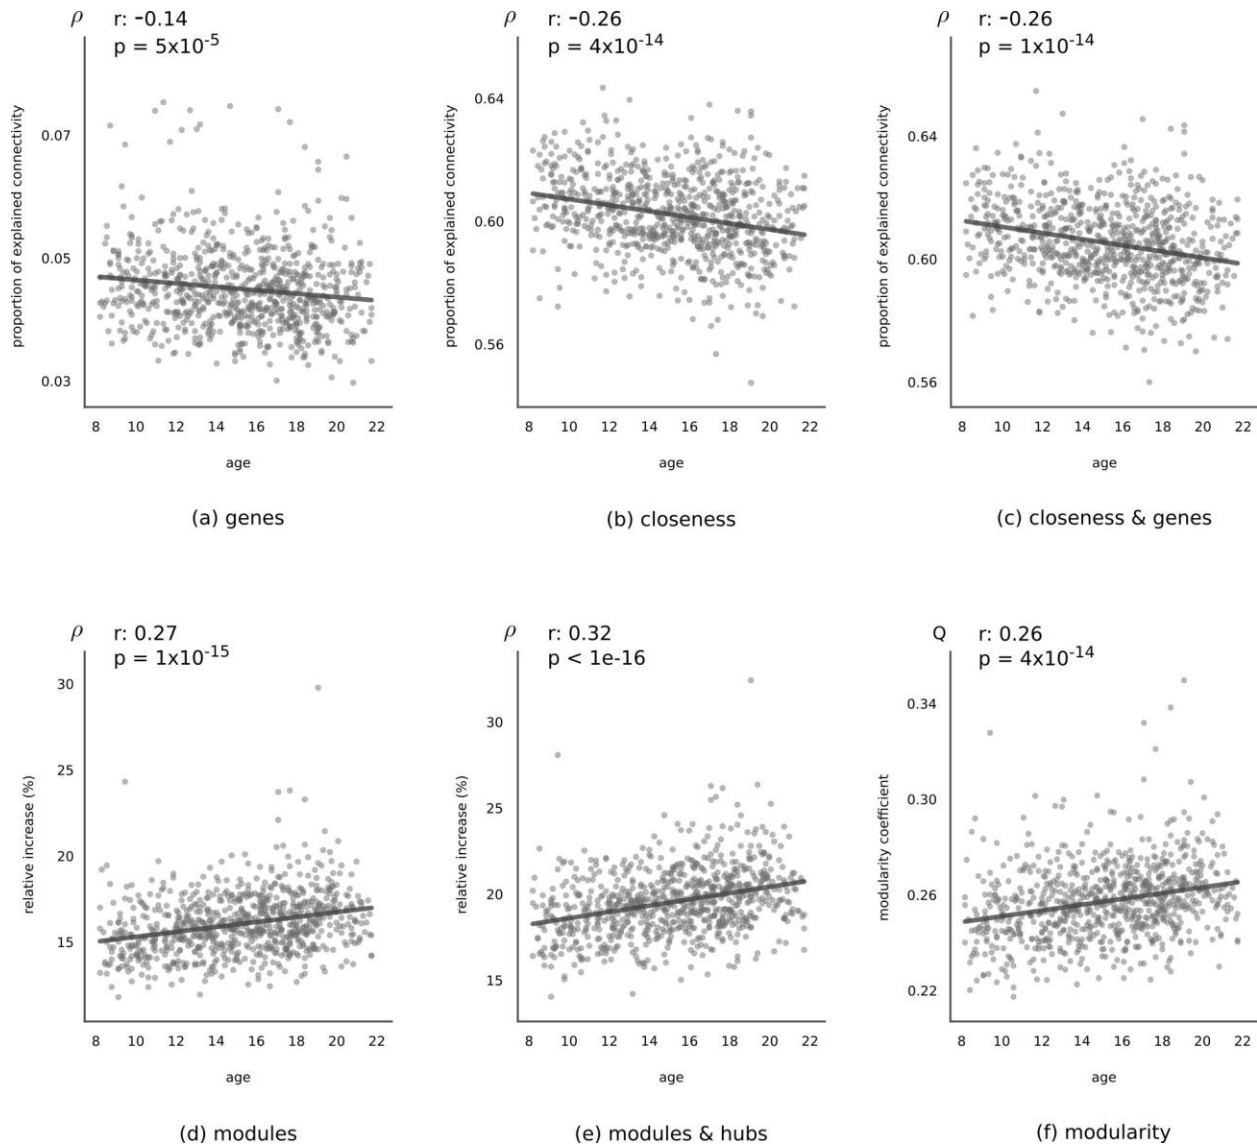 ρ r: −0.14
p = 5x10⁻⁵
proportion of explained connectivity
0.07
0.05
0.03
8 10 12 14 16 18 20 22
age
(a) genes
ρ r: −0.26
p = 4x10⁻¹⁴
proportion of explained connectivity
0.64
0.60
0.56
8 10 12 14 16 18 20 22
age
(b) closeness
ρ r: −0.26
p = 1x10⁻¹⁴
proportion of explained connectivity
0.64
0.60
0.56
8 10 12 14 16 18 20 22
age
(c) closeness & genes
ρ r: 0.27
p = 1x10⁻¹⁵
relative increase (%)
30
25
20
15
8 10 12 14 16 18 20 22
age
(d) modules
ρ r: 0.32
p < 1e-16
relative increase (%)
30
25
20
15
8 10 12 14 16 18 20 22
age
(e) modules & hubs
Q r: 0.26
p = 4x10⁻¹⁴
modularity coefficient
0.34
0.30
0.26
0.22
8 10 12 14 16 18 20 22
age
(f) modularity